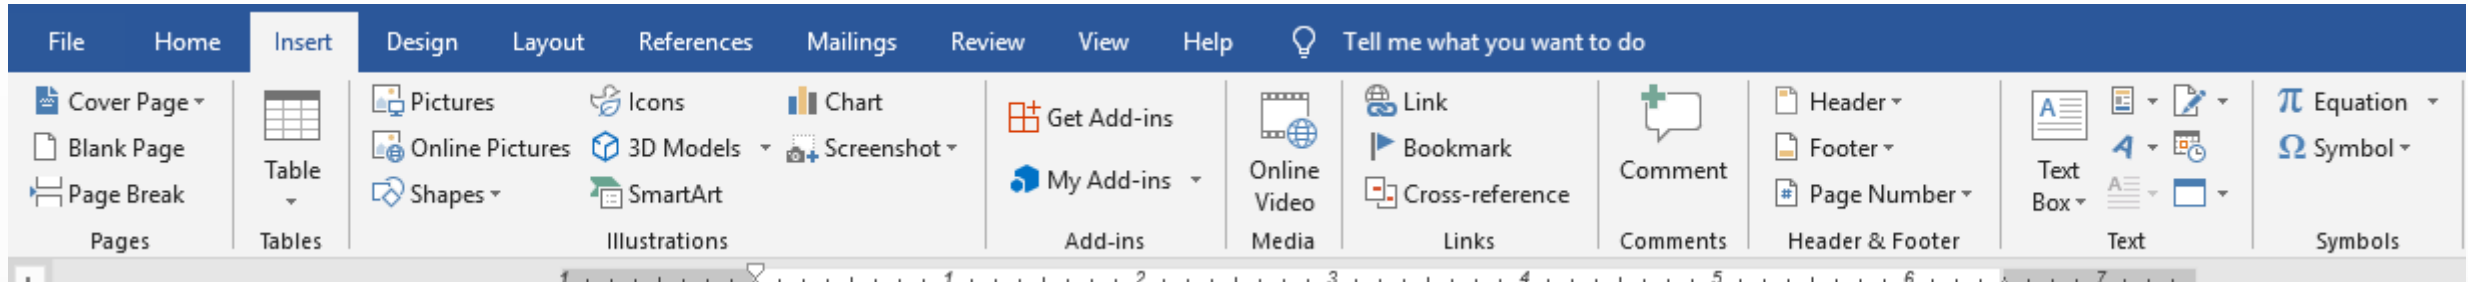 File Home Insert Design Layout References Mailings Review View Help Tell me what you want to do
Cover Page
Blank Page
Page Break
Pages
Table
Tables
Pictures
Online Pictures
Shapes
Icons
3D Models
SmartArt
Chart
Screenshot
Illustrations
Get Add-ins
My Add-ins
Add-ins
Online
Video
Media
Link
Bookmark
Cross-reference
Links
Comment
Comments
Header
Footer
# Page Number
Header & Footer
A
Text
Box
A
A
Text
π Equation
Ω Symbol
Symbols
1 1 2 3 4 5 6 7